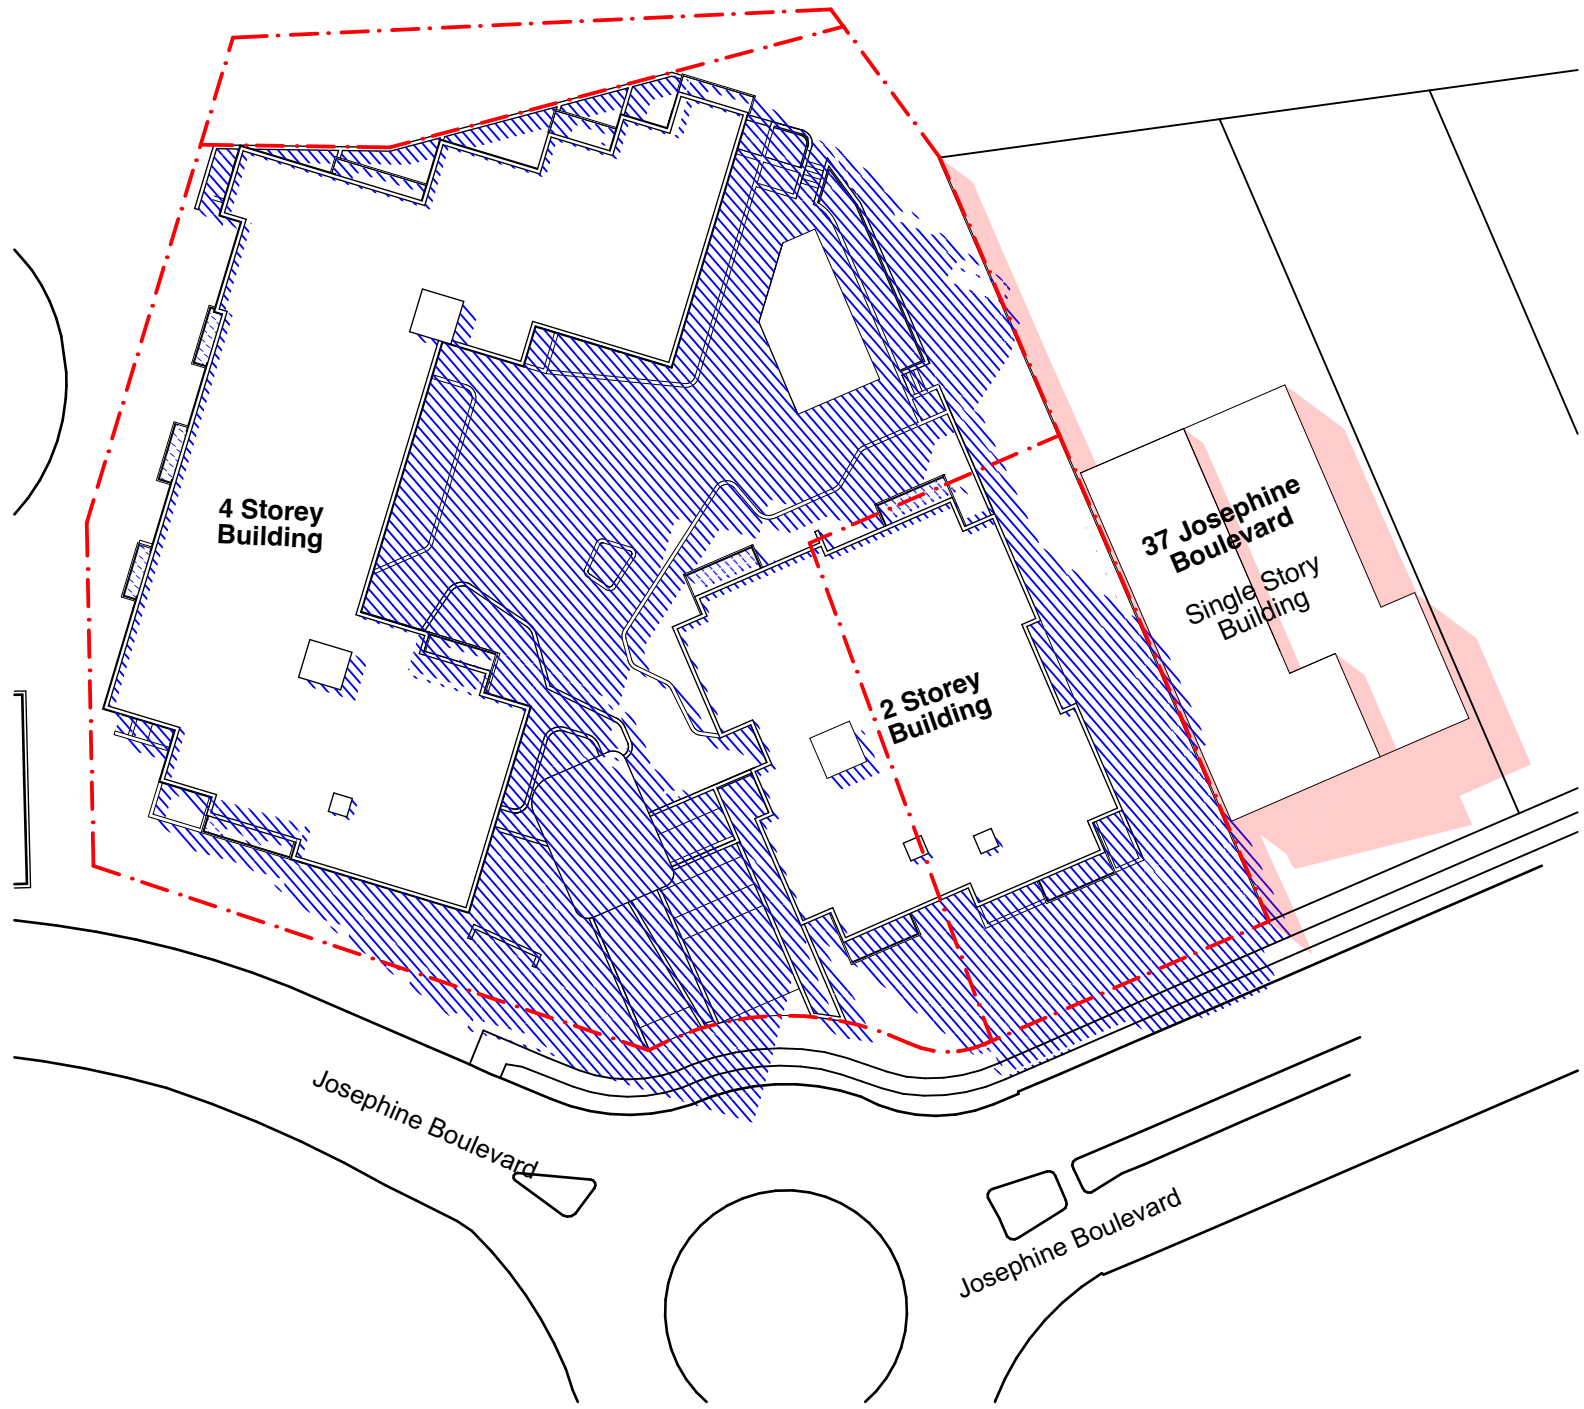 4 Storey
Building
37 Josephine
Boulevard
Single Story
Building
2 Storey
Building
Josephine Boulevard
Josephine Boulevard